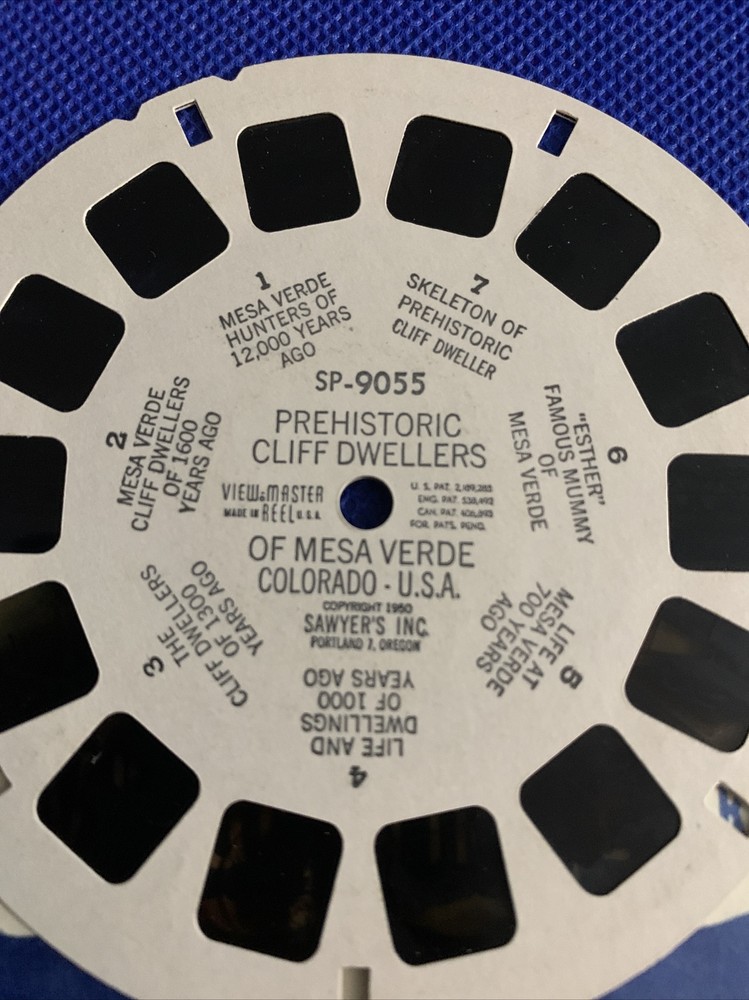 SP-9055
PREHISTORIC
CLIFF DWELLERS
VIEW-MASTER
MADE IN REEL U.S.A.
U. S. PAT. 2,189,285
ENG. PAT. 538,492
CAN. PAT. 406,893
FOR. PATS. PEND.
OF MESA VERDE
COLORADO - U.S.A.
COPYRIGHT 1950
SAWYER'S INC.
PORTLAND 7, OREGON
1
MESA VERDE
HUNTERS OF
12,000 YEARS
AGO
2
MESA VERDE
CLIFF DWELLERS
OF 1600
YEARS AGO
3
THE
CLIFF DWELLERS
OF 1300
YEARS AGO
4
LIFE AND
DWELLINGS
OF 1000
YEARS AGO
5
LIFE AT
MESA VERDE
700 YEARS
AGO
6
"ESTHER"
FAMOUS MUMMY
OF
MESA VERDE
7
SKELETON OF
PREHISTORIC
CLIFF DWELLER